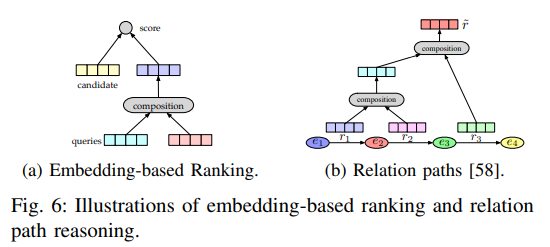 score
candidate
composition
queries
r̃
composition
composition
r1 r2 r3
e1 e2 e3 e4
(a) Embedding-based Ranking.
(b) Relation paths [58].
Fig. 6: Illustrations of embedding-based ranking and relation
path reasoning.